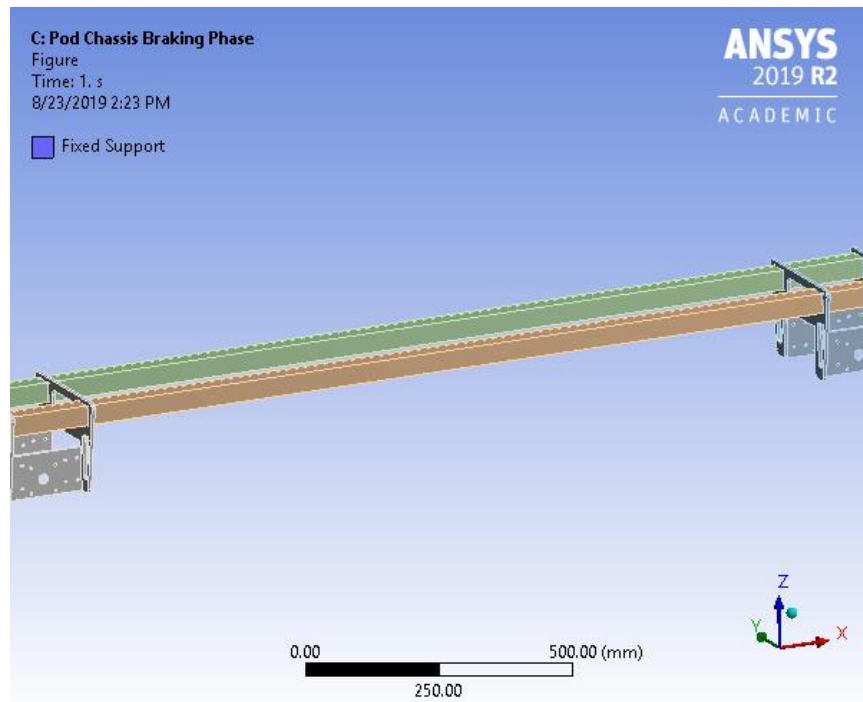 C: Pod Chassis Braking Phase
Figure
Time: 1. s
8/23/2019 2:23 PM
Fixed Support
ANSYS
2019 R2
ACADEMIC
Z
Y
X
0.00
500.00 (mm)
250.00